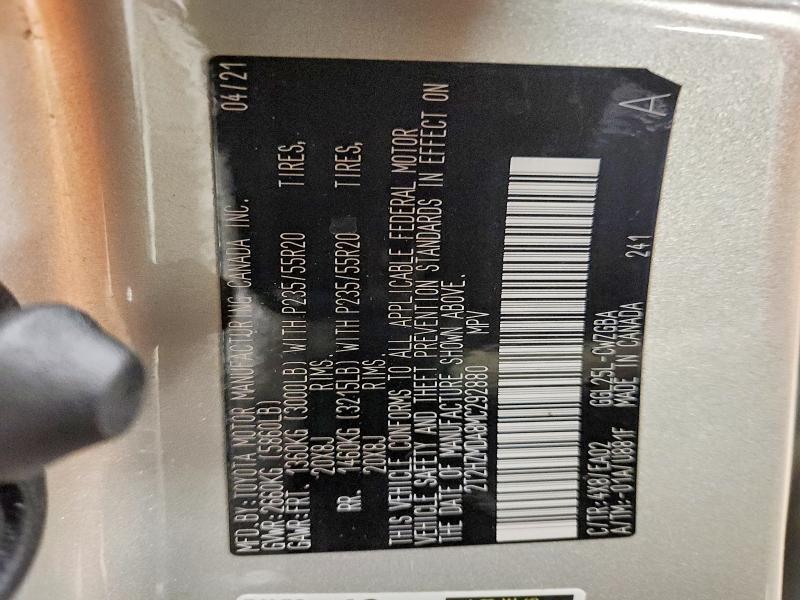 MFD.BY:TOYOTA MOTOR MANUFACTURING CANADA INC. 04/21
GVWR:2660KG (5860LB)
GAWR:FRT. 1360KG (3000LB) WITH P235/55R20 TIRES,
20X8J RIMS.
RR. 1460KG (3215LB) WITH P235/55R20 TIRES,
20X8J RIMS.
THIS VEHICLE CONFORMS TO ALL APPLICABLE FEDERAL MOTOR
VEHICLE SAFETY AND THEFT PREVENTION STANDARDS IN EFFECT ON
THE DATE OF MANUFACTURE SHOWN ABOVE.
2T2HZMDA8MC292880 MPV
A
C/TR:4X8/LA02 GGL25L-CWZGBA
A/TM:-01A/U881F MADE IN CANADA 241